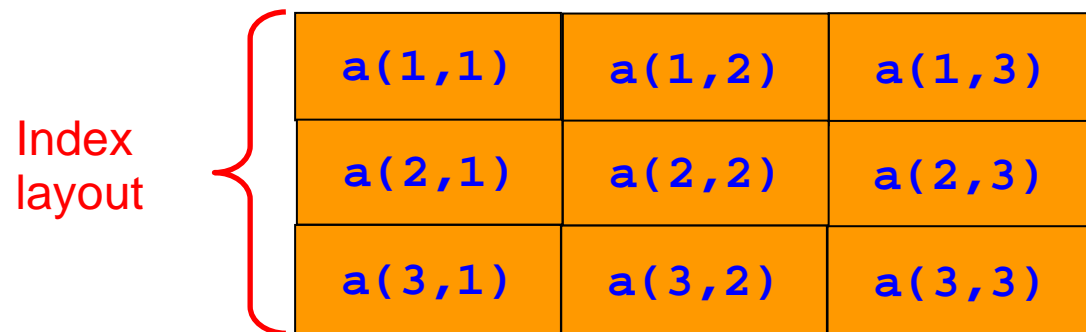 Index
layout
a(1,1) a(1,2) a(1,3)
a(2,1) a(2,2) a(2,3)
a(3,1) a(3,2) a(3,3)